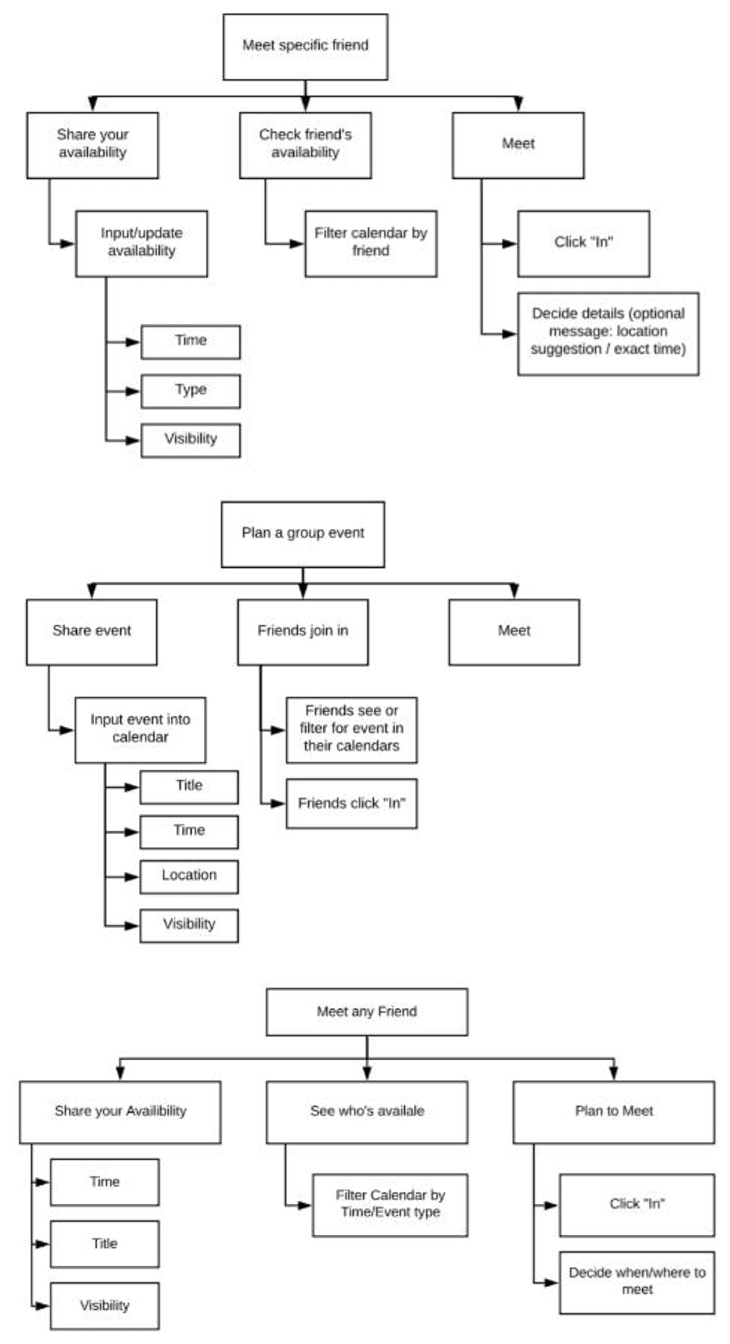 Meet specific friend
Share your
availability
Check friend's
availability
Meet
Input/update
availability
Filter calendar by
friend
Click "In"
Decide details (optional
message: location
suggestion / exact time)
Time
Type
Visibility
Plan a group event
Share event
Friends join in
Meet
Input event into
calendar
Friends see or
filter for event in
their calendars
Title
Friends click "In"
Time
Location
Visibility
Meet any Friend
Share your Availibility
See who's availale
Plan to Meet
Time
Filter Calendar by
Time/Event type
Click "In"
Title
Decide when/where to
meet
Visibility